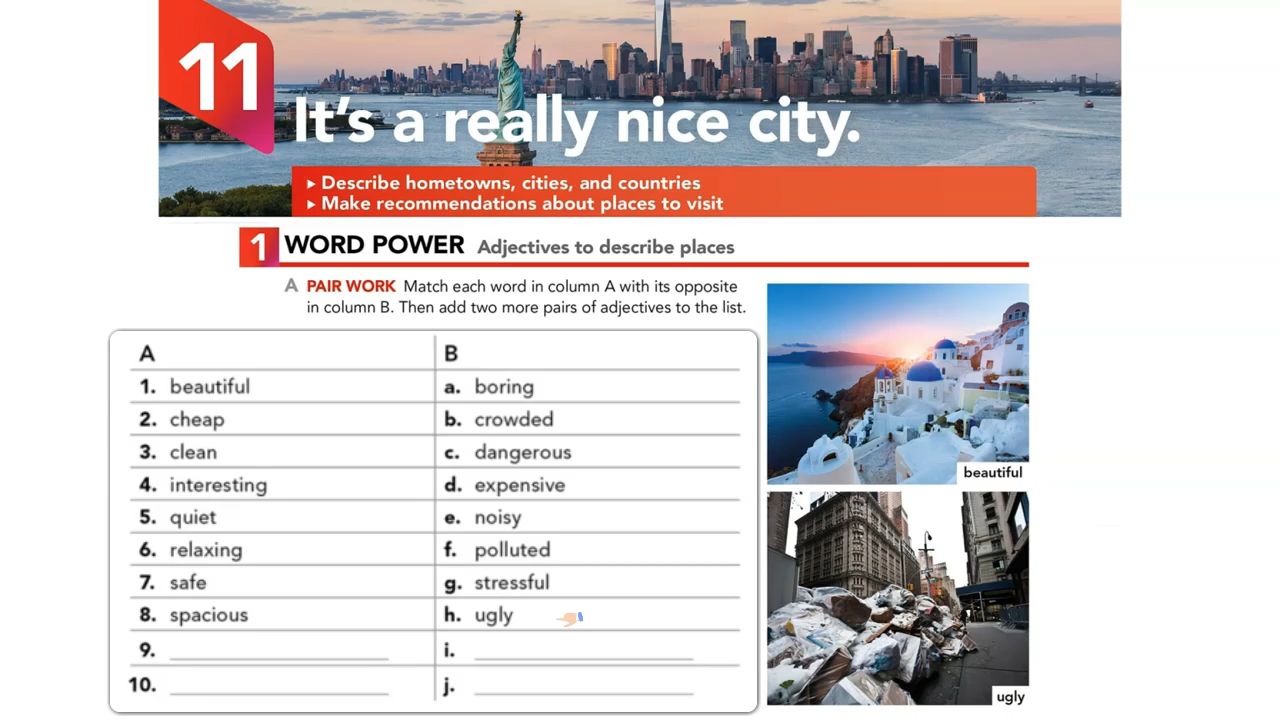 11
It's a really nice city.
▸ Describe hometowns, cities, and countries
▸ Make recommendations about places to visit
1 WORD POWER Adjectives to describe places
A PAIR WORK Match each word in column A with its opposite
in column B. Then add two more pairs of adjectives to the list.
A B
1. beautiful a. boring
2. cheap b. crowded
3. clean c. dangerous
4. interesting d. expensive
5. quiet e. noisy
6. relaxing f. polluted
7. safe g. stressful
8. spacious h. ugly
9. i.
10. j.
beautiful
ugly